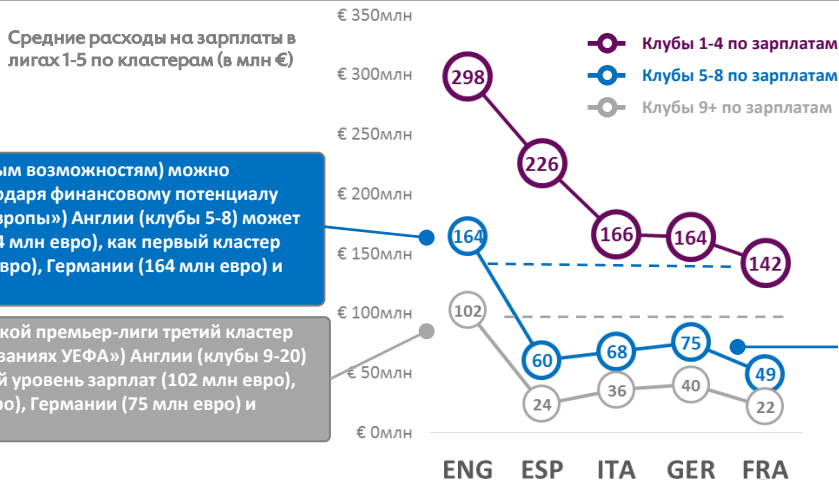 Средние расходы на зарплаты в
лигах 1-5 по кластерам (в млн €)
€ 350млн
€ 300млн
€ 250млн
€ 200млн
€ 150млн
€ 100млн
€ 50млн
€ 0млн
Клубы 1-4 по зарплатам
Клубы 5-8 по зарплатам
Клубы 9+ по зарплатам
298
226
166
164
142
164
60
68
75
49
102
24
36
40
22
ENG ESP ITA GER FRA
ым возможностям) можно
одаря финансовому потенциалу
вропы») Англии (клубы 5-8) может
4 млн евро), как первый кластер
евро), Германии (164 млн евро) и
кой премьер-лиги третий кластер
ваниях УЕФА») Англии (клубы 9-20)
й уровень зарплат (102 млн евро),
ро), Германии (75 млн евро) и